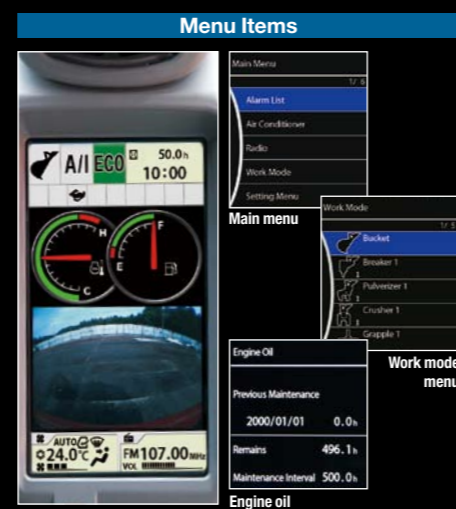 Menu Items
A/I ECO 50.0h
10:00
H
C
F
E
AUTO
24.0°C
FM107.00MHz
VOL
Main Menu
1/ 6
Alarm List
Air Conditioner
Radio
Work Mode
Setting Menu
Main menu
Work Mode
1/ 5
Bucket
Breaker 1
1
Pulverizer 1
1
Crusher 1
1
Grapple 1
Work mode
menu
Engine Oil
Previous Maintenance
2000/01/01 0.0h
Remains 496.1h
Maintenance Interval 500.0h
Engine oil